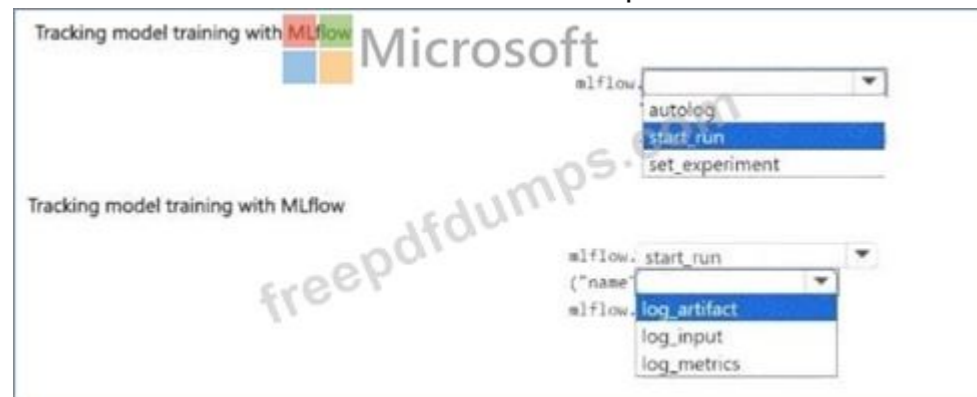 Tracking model training with MLflow
Microsoft
mlflow.
autolog
start_run
set_experiment
Tracking model training with MLflow
mlflow. start_run
("name"
mlflow. log_artifact
log_input
log_metrics
freepdfdumps.com